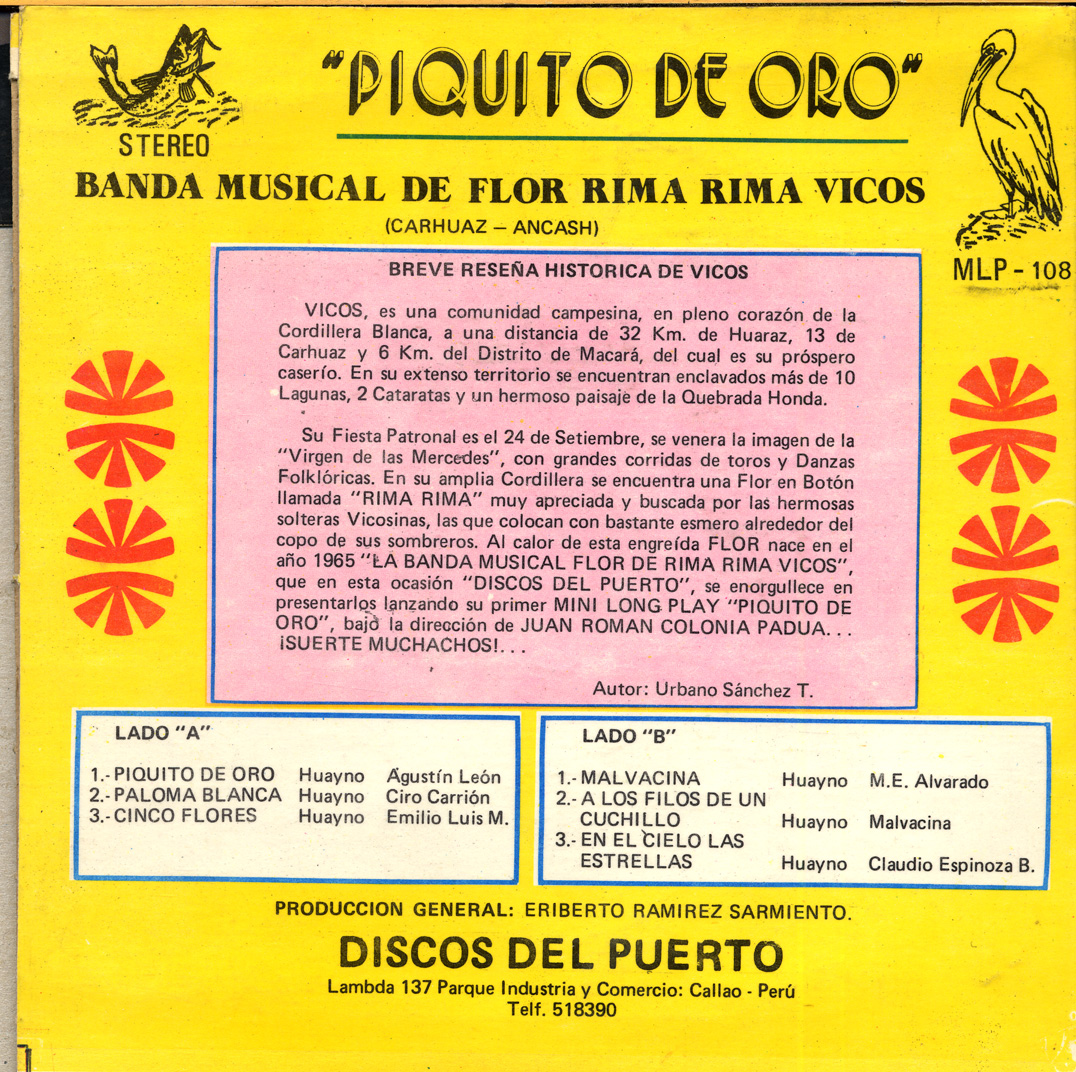 "PIQUITO DE ORO"
STEREO
BANDA MUSICAL DE FLOR RIMA RIMA VICOS
(CARHUAZ – ANCASH)
MLP - 108
BREVE RESEÑA HISTORICA DE VICOS
VICOS, es una comunidad campesina, en pleno corazón de la
Cordillera Blanca, a una distancia de 32 Km. de Huaraz, 13 de
Carhuaz y 6 Km. del Distrito de Macará, del cual es su próspero
caserío. En su extenso territorio se encuentran enclavados más de 10
Lagunas, 2 Cataratas y un hermoso paisaje de la Quebrada Honda.
Su Fiesta Patronal es el 24 de Setiembre, se venera la imagen de la
"Virgen de las Mercedes", con grandes corridas de toros y Danzas
Folklóricas. En su amplia Cordillera se encuentra una Flor en Botón
llamada "RIMA RIMA" muy apreciada y buscada por las hermosas
solteras Vicosinas, las que colocan con bastante esmero alrededor del
copo de sus sombreros. Al calor de esta engreída FLOR nace en el
año 1965 "LA BANDA MUSICAL FLOR DE RIMA RIMA VICOS",
que en esta ocasión "DISCOS DEL PUERTO", se enorgullece en
presentarlos lanzando su primer MINI LONG PLAY "PIQUITO DE
ORO", bajo la dirección de JUAN ROMAN COLONIA PADUA. . .
¡SUERTE MUCHACHOS!. . .
Autor: Urbano Sánchez T.
LADO "A"
1.- PIQUITO DE ORO Huayno Agustín León
2.- PALOMA BLANCA Huayno Ciro Carrión
3.- CINCO FLORES Huayno Emilio Luis M.
LADO "B"
1.- MALVACINA Huayno M.E. Alvarado
2.- A LOS FILOS DE UN
CUCHILLO Huayno Malvacina
3.- EN EL CIELO LAS
ESTRELLAS Huayno Claudio Espinoza B.
PRODUCCION GENERAL: ERIBERTO RAMIREZ SARMIENTO.
DISCOS DEL PUERTO
Lambda 137 Parque Industria y Comercio: Callao - Perú
Telf. 518390